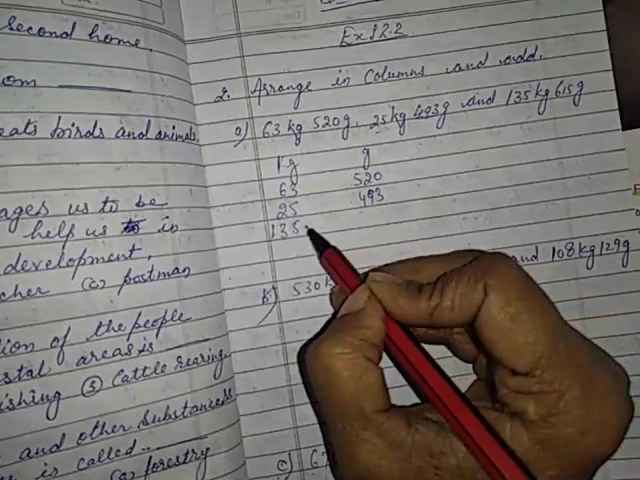 second home.
om
eats birds and animals.
ages us to be
help us in
development,
cher (c) postman
ion of the people
stal areas is
ishing (s) Cattle rearing
and other substances
is called..
(c) forestry
Ex 12.2
2. Arrange in Columns and add.
a) 63 kg 520g, 25kg 493g and 135kg 615g
kg g
63 520
25 493
135
b) 530 k and 108kg 129g
c) 67